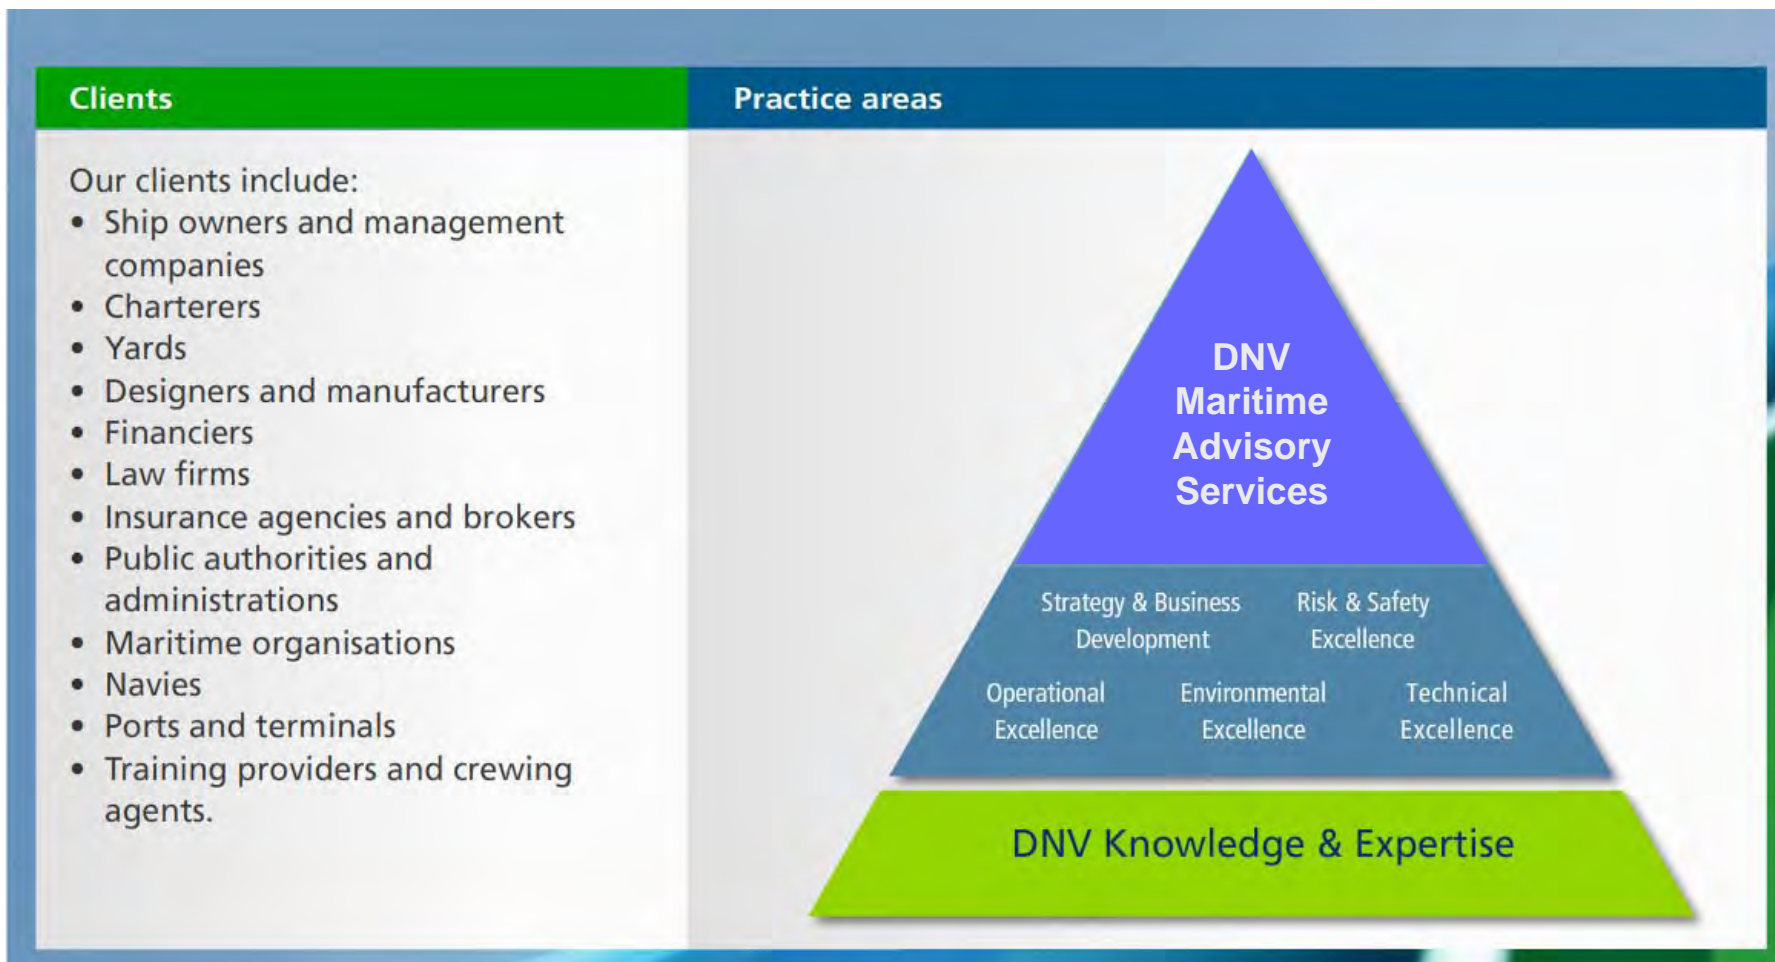 Clients
Our clients include:
• Ship owners and management
companies
• Charterers
• Yards
• Designers and manufacturers
• Financiers
• Law firms
• Insurance agencies and brokers
• Public authorities and
administrations
• Maritime organisations
• Navies
• Ports and terminals
• Training providers and crewing
agents.
Practice areas
DNV
Maritime
Advisory
Services
Strategy & Business
Development
Risk & Safety
Excellence
Operational
Excellence
Environmental
Excellence
Technical
Excellence
DNV Knowledge & Expertise